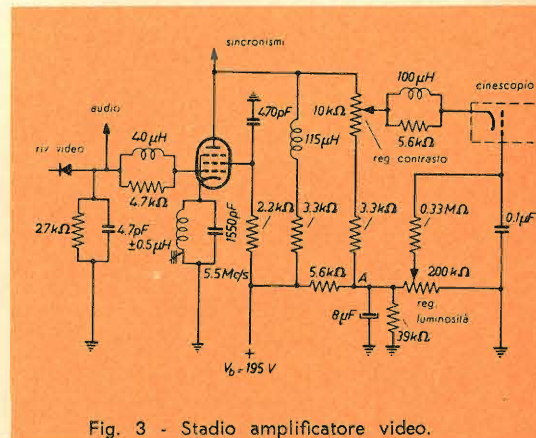 sincronismi
audio
riv. video
40μH
4.7kΩ
27kΩ
4.7pF
±0.5μH
1550pF
5.5Mc/s
470pF
115μH
2.2kΩ
3.3kΩ
10kΩ
reg. contrasto
100μH
5.6kΩ
cinescopio
3.3kΩ
0.33MΩ
0.1μF
5.6kΩ
A
200kΩ
reg.
luminosità
8μF
39kΩ
+
Vb = 195 V
Fig. 3 - Stadio amplificatore video.